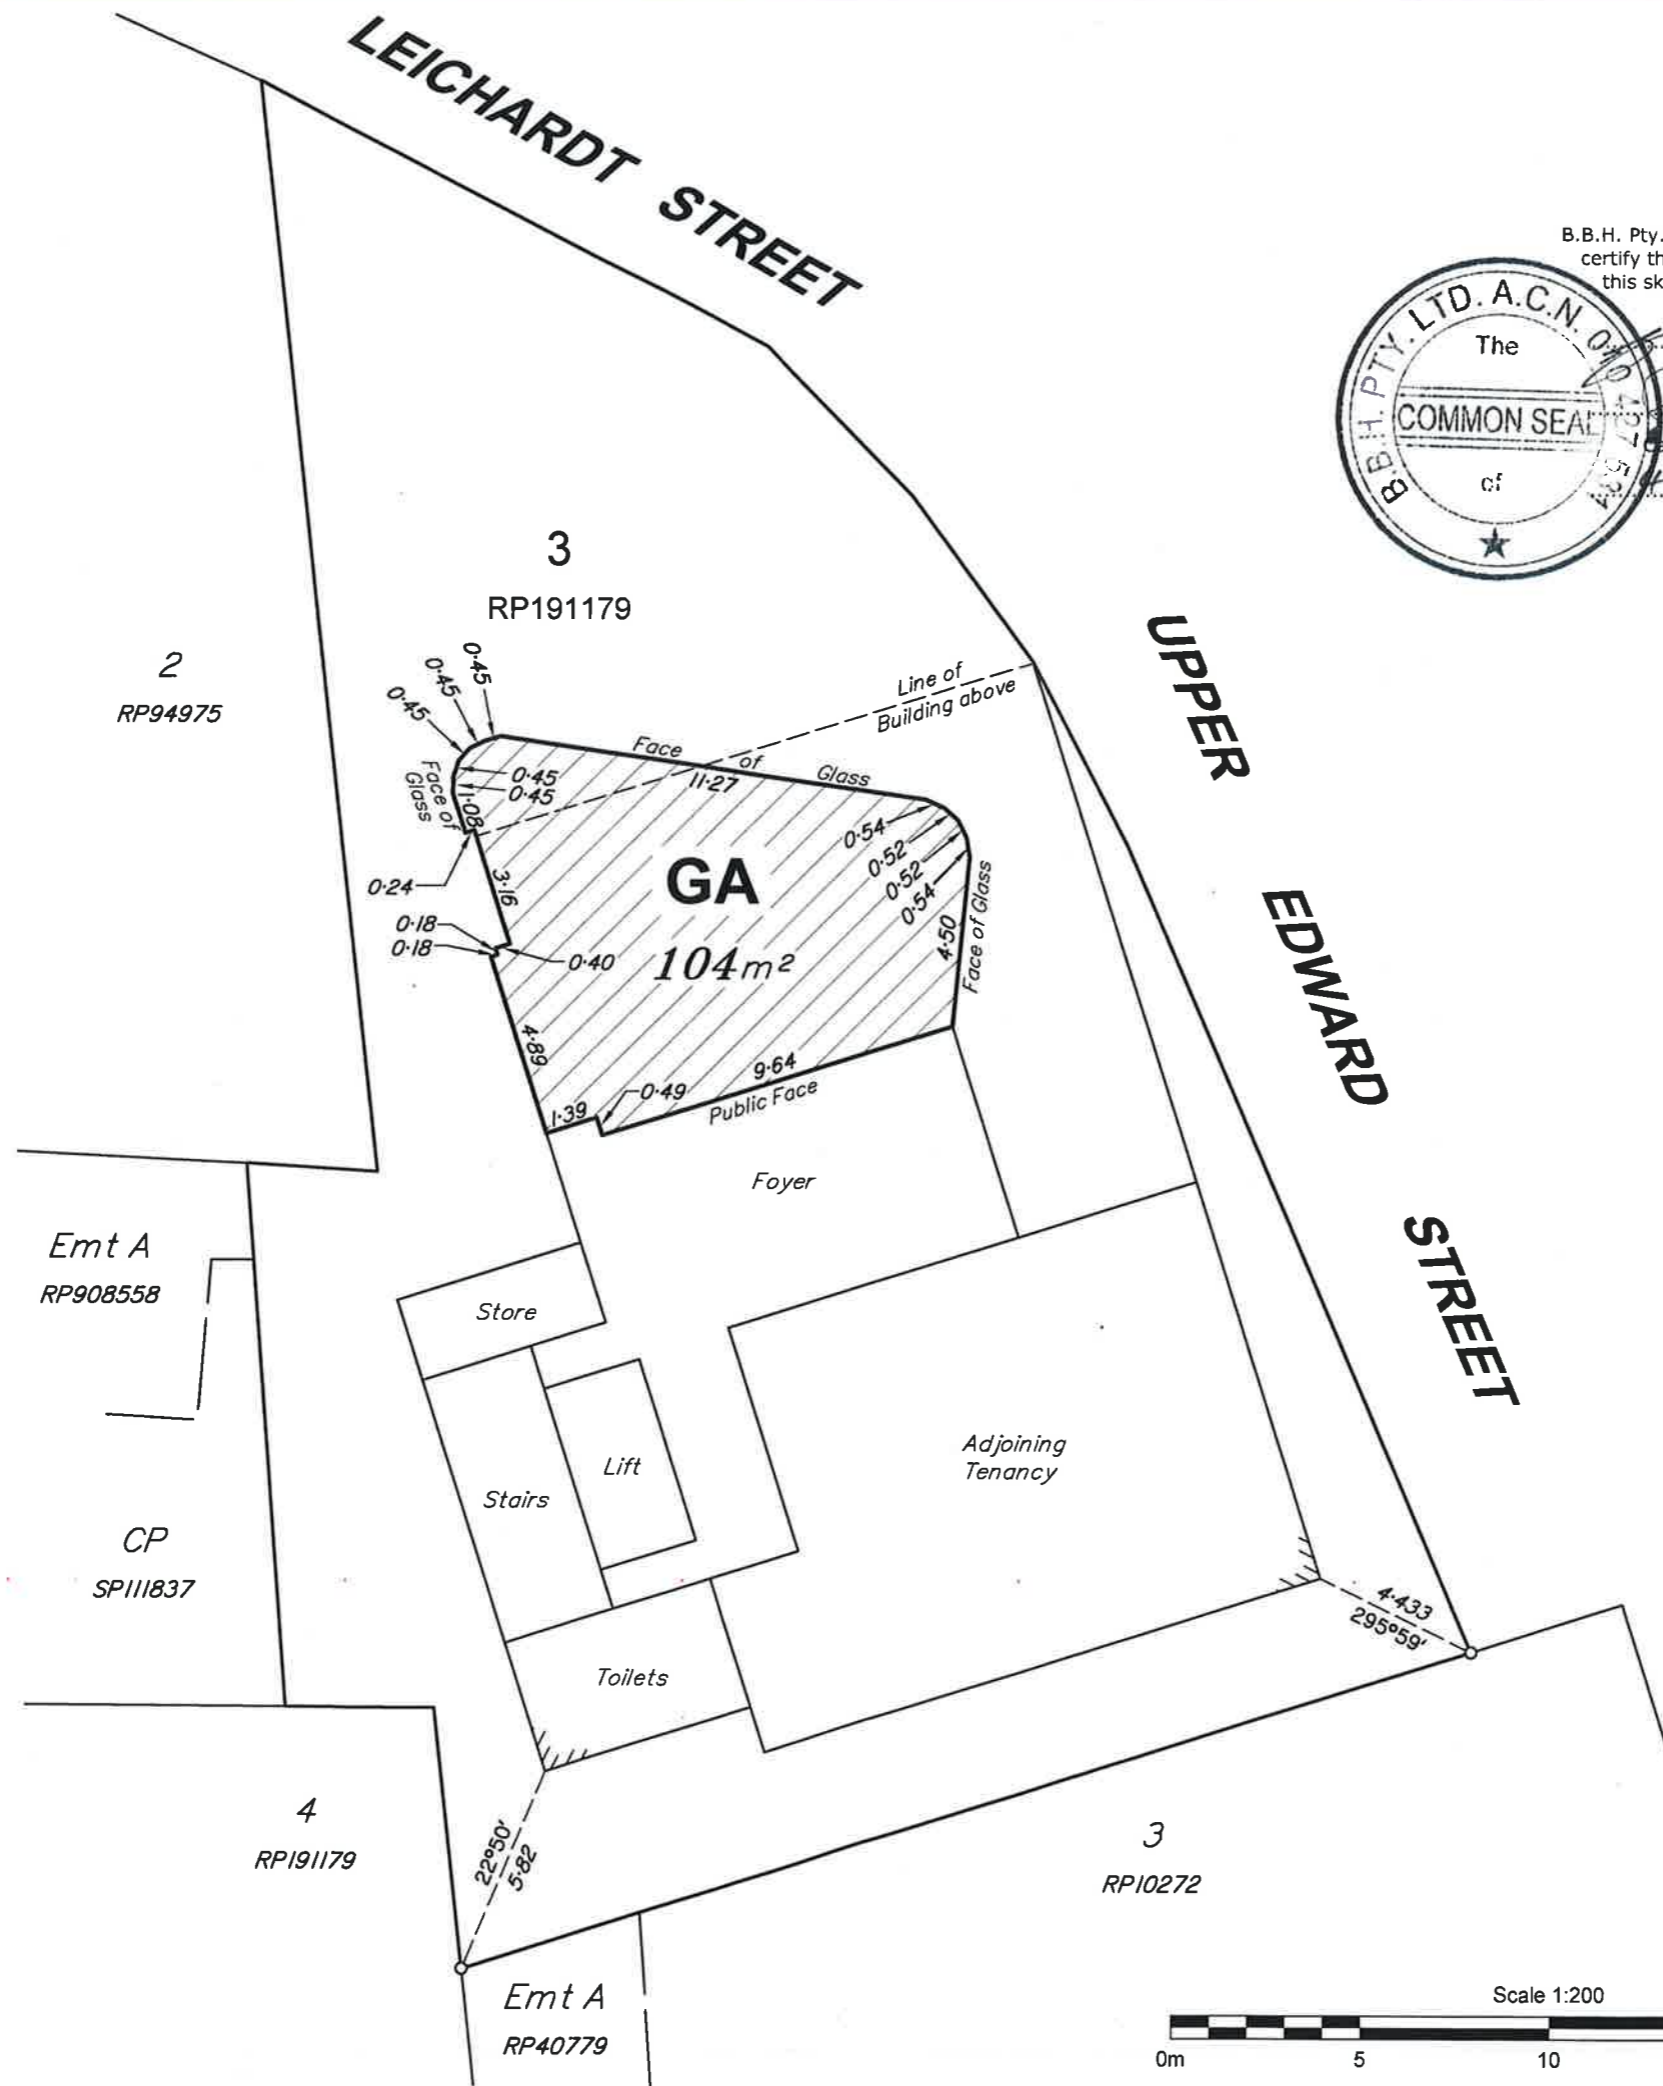 LEICHARDT STREET
B.B.H. Pty.
certify th
this sk
B.B.H. PTY. LTD. A.C.N.
The
COMMON SEAL
of
3
RP191179
2
RP94975
UPPER EDWARD STREET
Line of
Building above
0·45
0·45
0·45
Face of Glass
11·27
0·45
0·45
Face of
Glass
1·08
0·24
3·16
0·18
0·18
0·40
GA
104m²
0·54
0·52
0·52
0·54
4·50
Face of Glass
4·89
1·39
0·49
9·64
Public Face
Foyer
Emt A
RP908558
Store
Lift
Stairs
Adjoining
Tenancy
CP
SP111837
Toilets
4·433
295°59'
4
RP191179
22°50'
5·82
3
RP10272
Emt A
RP40779
Scale 1:200
0m 5 10